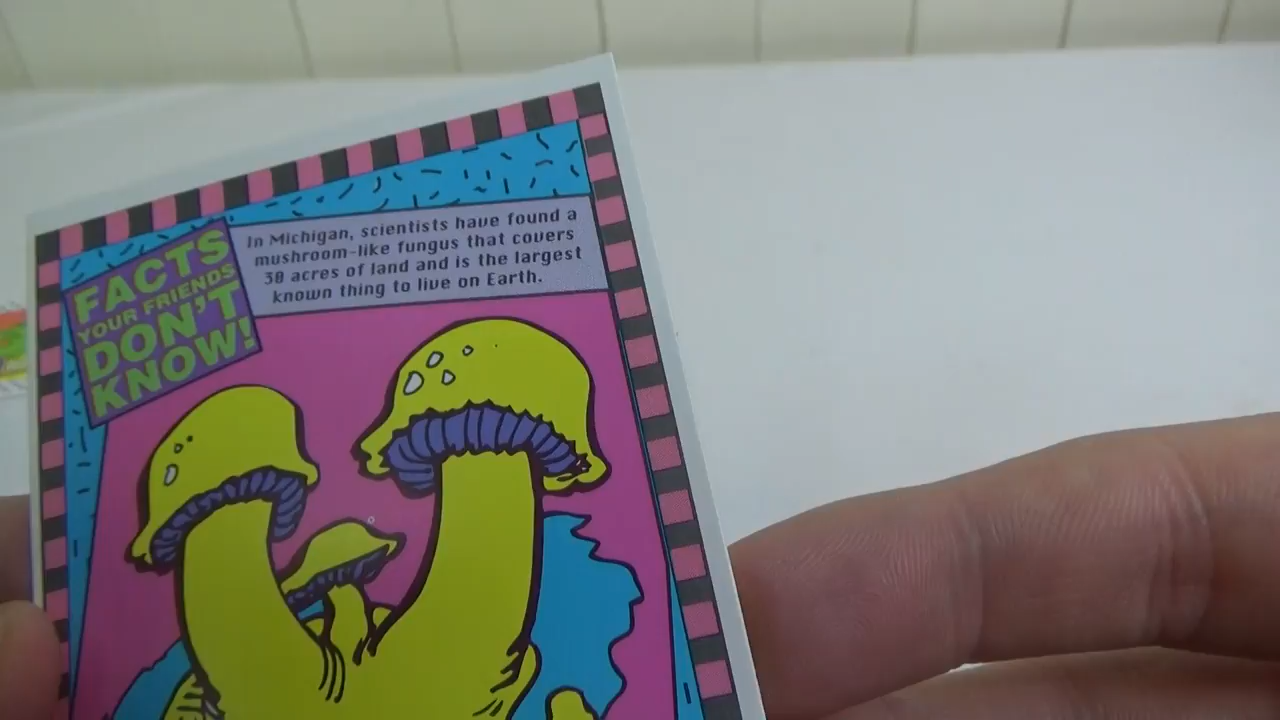 FACTS
YOUR FRIENDS
DON'T
KNOW!
In Michigan, scientists have found a
mushroom-like fungus that covers
38 acres of land and is the largest
known thing to live on Earth.